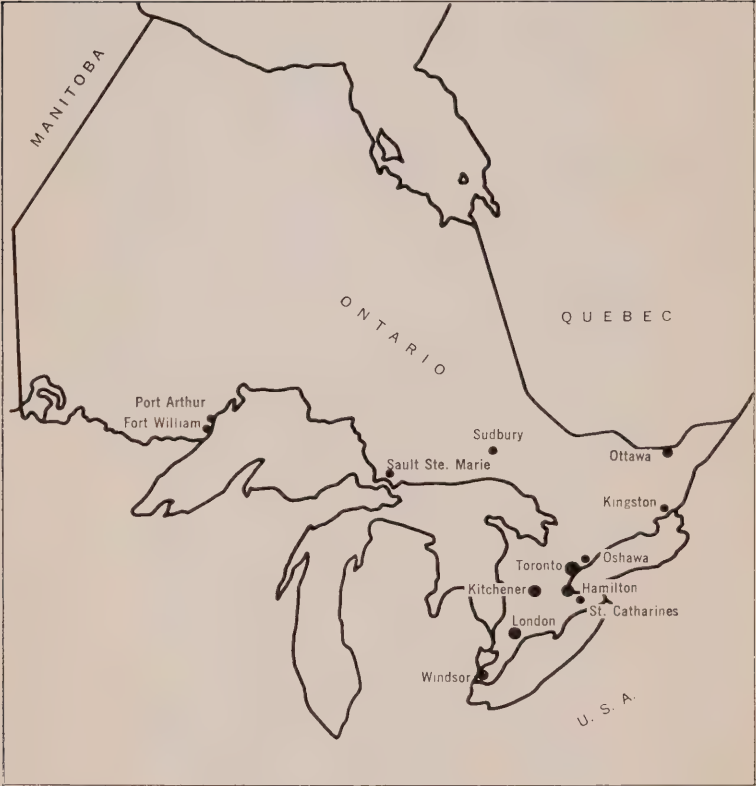 MANITOBA
ONTARIO
QUEBEC
Port Arthur
Fort William
Sudbury
Sault Ste. Marie
Ottawa
Kingston
Toronto
Oshawa
Kitchener
Hamilton
St. Catharines
London
Windsor
U. S. A.